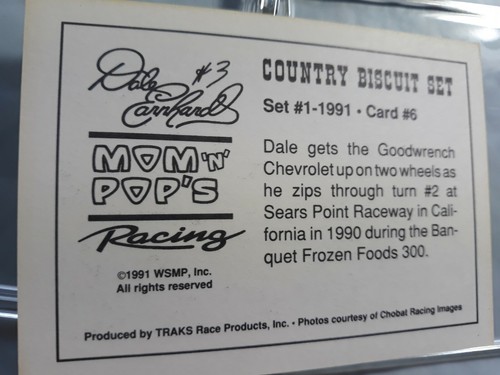 Dale #3
Earnhardt
MOM 'N'
POP'S
Racing
©1991 WSMP, Inc.
All rights reserved
COUNTRY BISCUIT SET
Set #1-1991 • Card #6
Dale gets the Goodwrench
Chevrolet up on two wheels as
he zips through turn #2 at
Sears Point Raceway in Cali-
fornia in 1990 during the Ban-
quet Frozen Foods 300.
Produced by TRAKS Race Products, Inc. • Photos courtesy of Chobat Racing Images